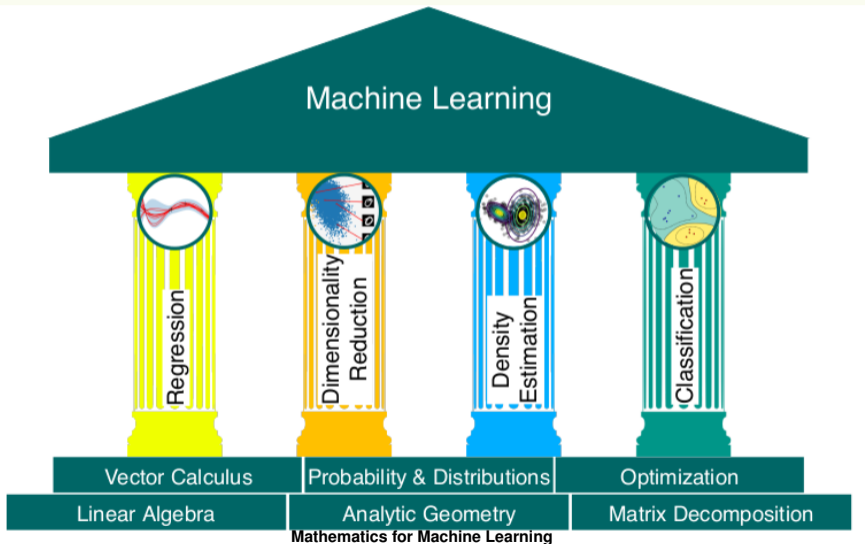 Machine Learning
Regression
Dimensionality
Reduction
Density
Estimation
Classification
Vector Calculus
Probability & Distributions
Optimization
Linear Algebra
Analytic Geometry
Matrix Decomposition
Mathematics for Machine Learning